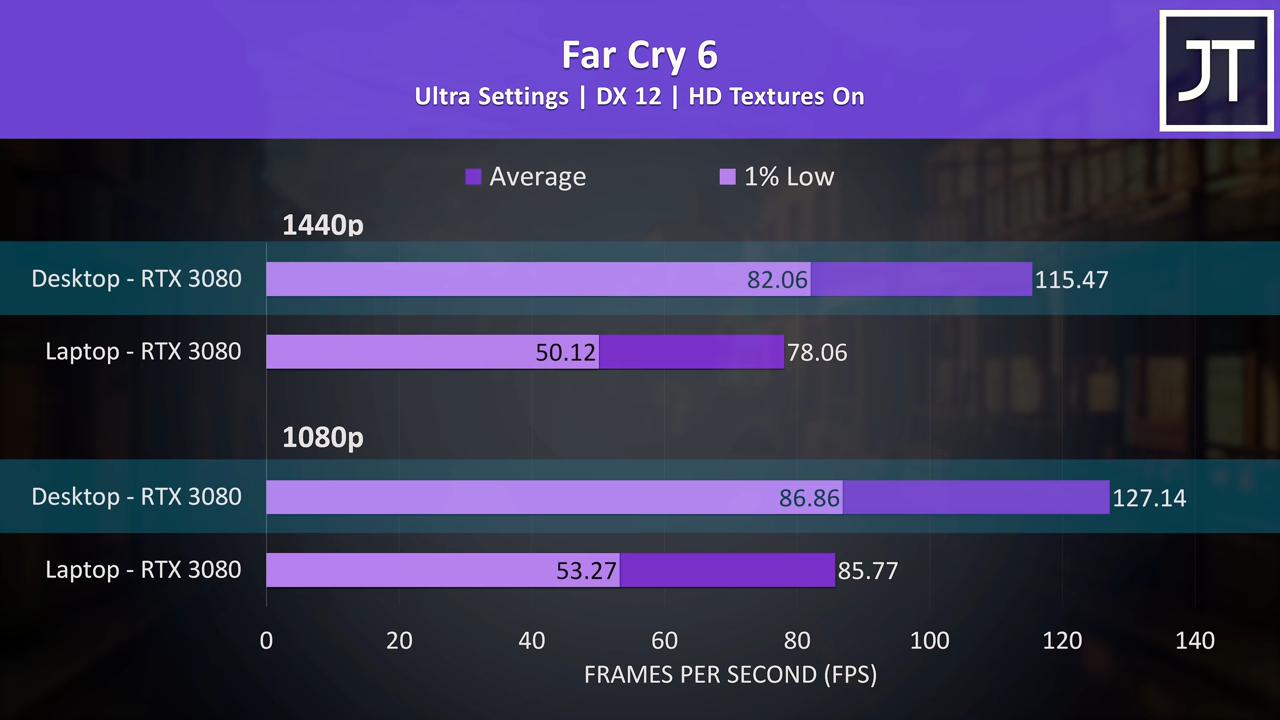 Far Cry 6
JT
Ultra Settings | DX 12 | HD Textures On
Average
1% Low
1440p
Desktop - RTX 3080
82.06
115.47
Laptop - RTX 3080
50.12
78.06
1080p
Desktop - RTX 3080
86.86
127.14
Laptop - RTX 3080
53.27
85.77
0 20 40 60 80 100 120 140
FRAMES PER SECOND (FPS)